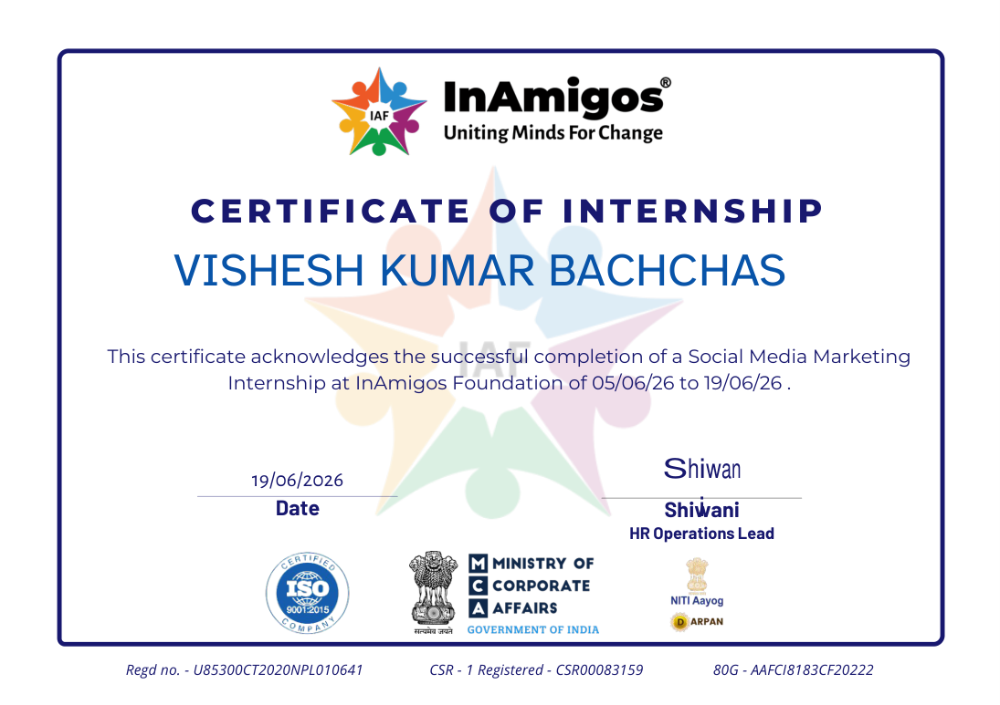 IAF
InAmigos®
Uniting Minds For Change
CERTIFICATE OF INTERNSHIP
VISHESH KUMAR BACHCHAS
IAF
This certificate acknowledges the successful completion of a Social Media Marketing
Internship at InAmigos Foundation of 05/06/26 to 19/06/26 .
19/06/2026
Date
Shiwan
i
Shiwani
HR Operations Lead
CERTIFIED
ISO
9001:2015
COMPANY
सत्यमेव जयते
M MINISTRY OF
C CORPORATE
A AFFAIRS
GOVERNMENT OF INDIA
NITI Aayog
D ARPAN
Regd no. - U85300CT2020NPL010641 CSR - 1 Registered - CSR00083159 80G - AAFCI8183CF20222